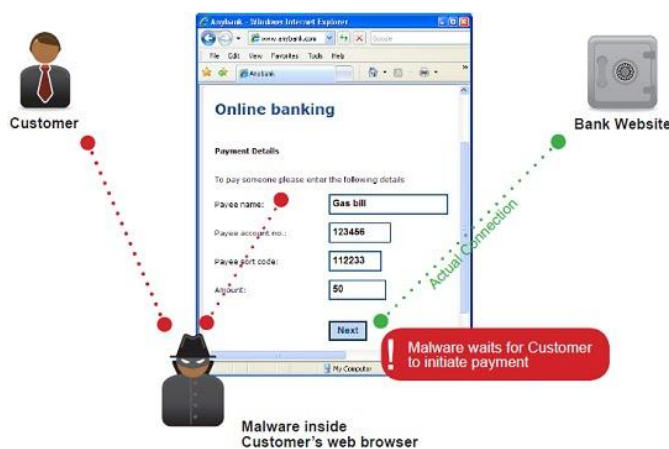 Anybank - Windows Internet Explorer
www.anybank.com
Google
File Edit View Favorites Tools Help
Anybank
Customer
Bank Website
Online banking
Payment Details
To pay someone please enter the following details
Payee name: Gas bill
Payee account no.: 123456
Payee sort code: 112233
Amount: 50
Next
Actual Connection
! Malware waits for Customer
to initiate payment
My Computer
Malware inside
Customer's web browser